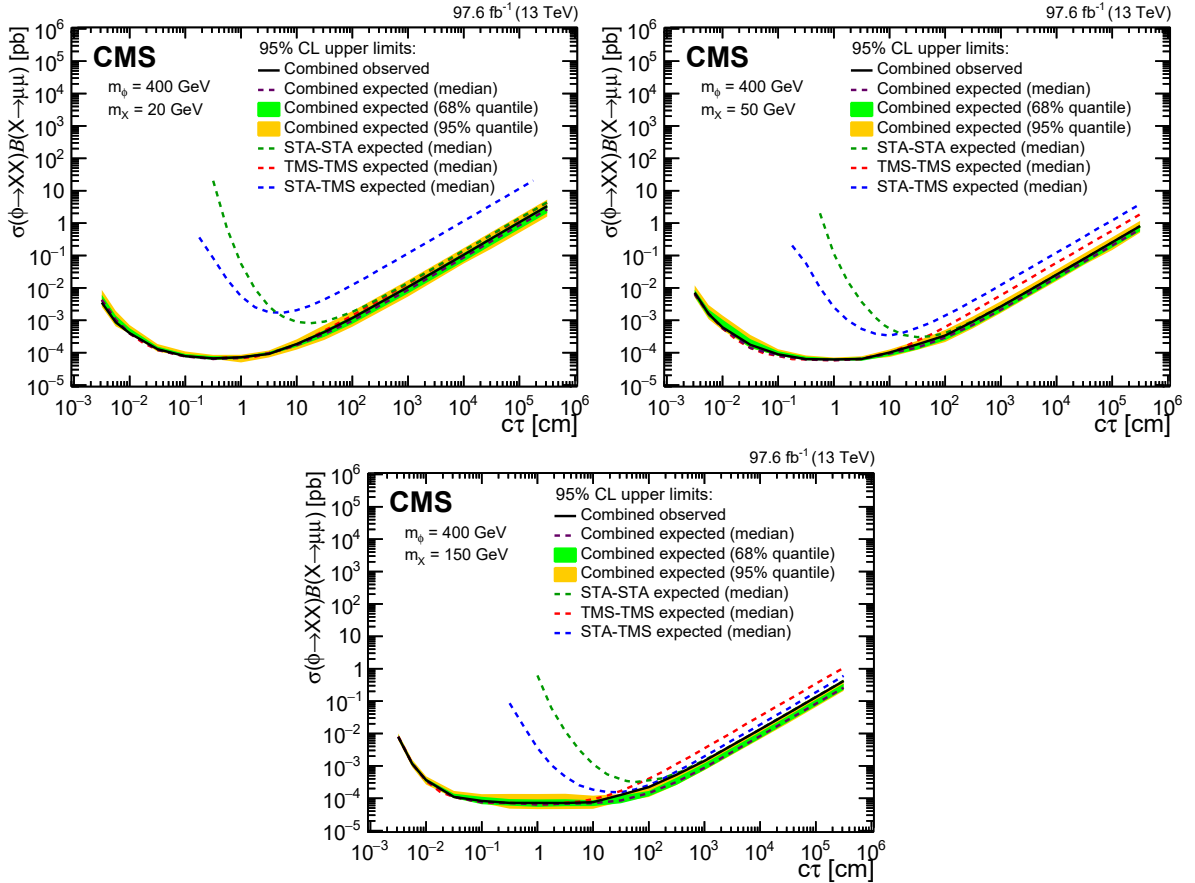 97.6 fb⁻¹ (13 TeV)
CMS
m_ϕ = 400 GeV
m_X = 20 GeV
95% CL upper limits:
Combined observed
Combined expected (median)
Combined expected (68% quantile)
Combined expected (95% quantile)
STA-STA expected (median)
TMS-TMS expected (median)
STA-TMS expected (median)
σ(ϕ→XX)B(X→μμ) [pb]
10⁶
10⁵
10⁴
10³
10²
10
1
10⁻¹
10⁻²
10⁻³
10⁻⁴
10⁻⁵
10⁻³ 10⁻² 10⁻¹ 1 10 10² 10³ 10⁴ 10⁵ 10⁶
cτ [cm]
97.6 fb⁻¹ (13 TeV)
CMS
m_ϕ = 400 GeV
m_X = 50 GeV
95% CL upper limits:
Combined observed
Combined expected (median)
Combined expected (68% quantile)
Combined expected (95% quantile)
STA-STA expected (median)
TMS-TMS expected (median)
STA-TMS expected (median)
σ(ϕ→XX)B(X→μμ) [pb]
10⁶
10⁵
10⁴
10³
10²
10
1
10⁻¹
10⁻²
10⁻³
10⁻⁴
10⁻⁵
10⁻³ 10⁻² 10⁻¹ 1 10 10² 10³ 10⁴ 10⁵ 10⁶
cτ [cm]
97.6 fb⁻¹ (13 TeV)
CMS
m_ϕ = 400 GeV
m_X = 150 GeV
95% CL upper limits:
Combined observed
Combined expected (median)
Combined expected (68% quantile)
Combined expected (95% quantile)
STA-STA expected (median)
TMS-TMS expected (median)
STA-TMS expected (median)
σ(ϕ→XX)B(X→μμ) [pb]
10⁶
10⁵
10⁴
10³
10²
10
1
10⁻¹
10⁻²
10⁻³
10⁻⁴
10⁻⁵
10⁻³ 10⁻² 10⁻¹ 1 10 10² 10³ 10⁴ 10⁵ 10⁶
cτ [cm]